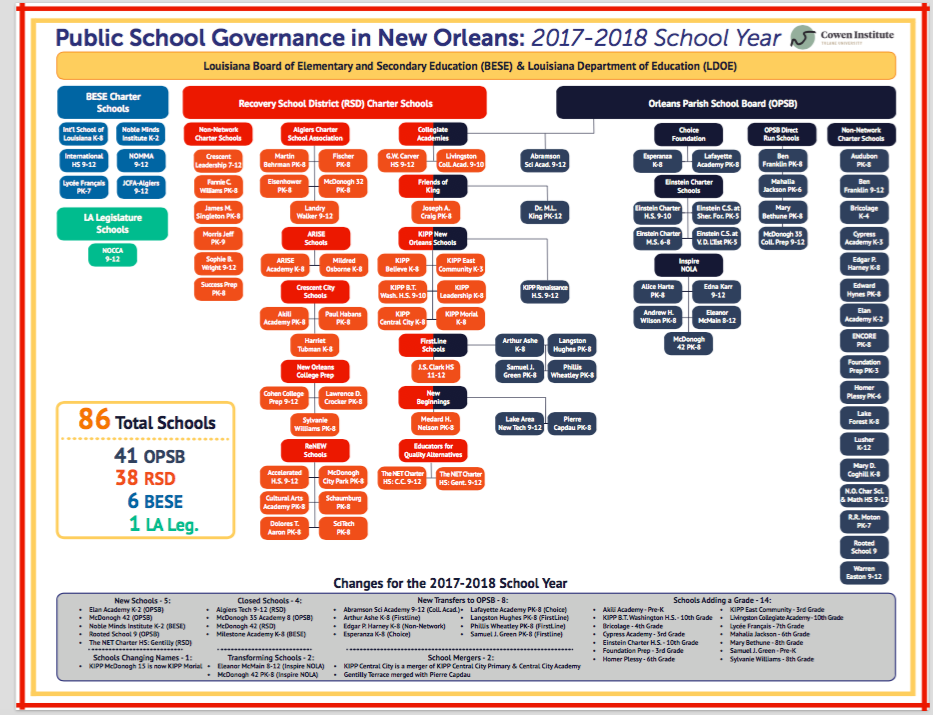 Public School Governance in New Orleans: 2017-2018 School Year
Cowen Institute
TULANE UNIVERSITY
Louisiana Board of Elementary and Secondary Education (BESE) & Louisiana Department of Education (LDOE)
BESE Charter
Schools
Int'l School of
Louisiana K-8
Noble Minds
Institute K-2
International
HS 9-12
NOMMA
9-12
Lycée Français
PK-7
JCFA-Algiers
9-12
LA Legislature
Schools
NOCCA
9-12
Recovery School District (RSD) Charter Schools
Non-Network
Charter Schools
Crescent
Leadership 7-12
Fannie C.
Williams PK-8
James M.
Singleton PK-8
Morris Jeff
PK-9
Sophie B.
Wright 9-12
Success Prep
PK-8
Algiers Charter
School Association
Martin
Behrman PK-8
Fischer
PK-8
Eisenhower
PK-8
McDonogh 32
PK-8
Landry
Walker 9-12
ARISE
Schools
ARISE
Academy K-8
Mildred
Osborne K-8
Crescent City
Schools
Akili
Academy PK-8
Paul Habans
PK-8
Harriet
Tubman K-8
New Orleans
College Prep
Cohen College
Prep 9-12
Lawrence D.
Crocker PK-8
Sylvanie
Williams PK-8
ReNEW
Schools
Accelerated
H.S. 9-12
McDonogh
City Park PK-8
Cultural Arts
Academy PK-8
Schaumburg
PK-8
Dolores T.
Aaron PK-8
SciTech
PK-8
Collegiate
Academies
G.W. Carver
HS 9-12
Livingston
Coll. Acad. 9-10
Abramson
Sci Acad. 9-12
Friends of
King
Joseph A.
Craig PK-8
Dr. M.L.
King PK-12
KIPP New
Orleans Schools
KIPP
Believe K-8
KIPP East
Community K-3
KIPP B.T.
Wash. H.S. 9-10
KIPP
Leadership K-8
KIPP Renaissance
H.S. 9-12
KIPP
Central City K-8
KIPP Morial
K-8
FirstLine
Schools
J.S. Clark HS
11-12
Arthur Ashe
K-8
Langston
Hughes PK-8
Samuel J.
Green PK-8
Phillis
Wheatley PK-8
New
Beginnings
Medard H.
Nelson PK-8
Lake Area
New Tech 9-12
Pierre
Capdau PK-8
Educators for
Quality Alternatives
The NET Charter
HS: C.C. 9-12
The NET Charter
HS: Gent. 9-12
Orleans Parish School Board (OPSB)
Choice
Foundation
Esperanza
K-8
Lafayette
Academy PK-8
Einstein Charter
Schools
Einstein Charter
H.S. 9-10
Einstein C.S. at
Sher. For. PK-5
Einstein Charter
M.S. 6-8
Einstein C.S. at
V. D. L'Est PK-5
Inspire
NOLA
Alice Harte
PK-8
Edna Karr
9-12
Andrew H.
Wilson PK-8
Eleanor
McMain 8-12
McDonogh
42 PK-8
OPSB Direct
Run Schools
Ben
Franklin PK-8
Mahalia
Jackson PK-6
Mary
Bethune PK-8
McDonogh 35
Coll. Prep 9-12
Non-Network
Charter Schools
Audubon
PK-8
Ben
Franklin 9-12
Bricolage
K-4
Cypress
Academy K-3
Edgar P.
Harney K-8
Edward
Hynes PK-8
Elan
Academy K-2
ENCORE
PK-8
Foundation
Prep PK-3
Homer
Plessy PK-6
Lake
Forest K-8
Lusher
K-12
Mary D.
Coghill K-8
N.O. Char Sci.
& Math HS 9-12
R.R. Moton
PK-7
Rooted
School 9
Warren
Easton 9-12
86 Total Schools
41 OPSB
38 RSD
6 BESE
1 LA Leg.
Changes for the 2017-2018 School Year
New Schools - 5:
• Elan Academy K-2 (OPSB)
• McDonogh 42 (OPSB)
• Noble Minds Institute K-2 (BESE)
• Rooted School 9 (OPSB)
• The NET Charter HS: Gentilly (RSD)
Schools Changing Names - 1:
• KIPP McDonogh 15 is now KIPP Morial
Closed Schools - 4:
• Algiers Tech 9-12 (RSD)
• McDonogh 35 Academy 8 (OPSB)
• McDonogh 42 (RSD)
• Milestone Academy K-8 (BESE)
Transforming Schools - 2:
• Eleanor McMain 8-12 (Inspire NOLA)
• McDonogh 42 PK-8 (Inspire NOLA)
New Transfers to OPSB - 8:
• Abramson Sci Academy 9-12 (Coll. Acad.)
• Arthur Ashe K-8 (Firstline)
• Edgar P. Harney K-8 (Non-Network)
• Esperanza K-8 (Choice)
• Lafayette Academy PK-8 (Choice)
• Langston Hughes PK-8 (FirstLine)
• Phillis Wheatley PK-8 (FirstLine)
• Samuel J. Green PK-8 (Firstline)
School Mergers - 2:
• KIPP Central City is a merger of KIPP Central City Primary & Central City Academy
• Gentilly Terrace merged with Pierre Capdau
Schools Adding a Grade - 14:
• Akili Academy - Pre-K
• KIPP B.T. Washington H.S. - 10th Grade
• Bricolage - 4th Grade
• Cypress Academy - 3rd Grade
• Einstein H.S. - 10th Grade
• Foundation Prep - 3rd Grade
• Homer Plessy - 6th Grade
• KIPP East Community - 3rd Grade
• Livingston Collegiate Academy - 10th Grade
• Lycée Français - 7th Grade
• Mahalia Jackson - 6th Grade
• Mary Bethune - 8th Grade
• Samuel J. Green - Pre-K
• Sylvanie Williams - 8th Grade